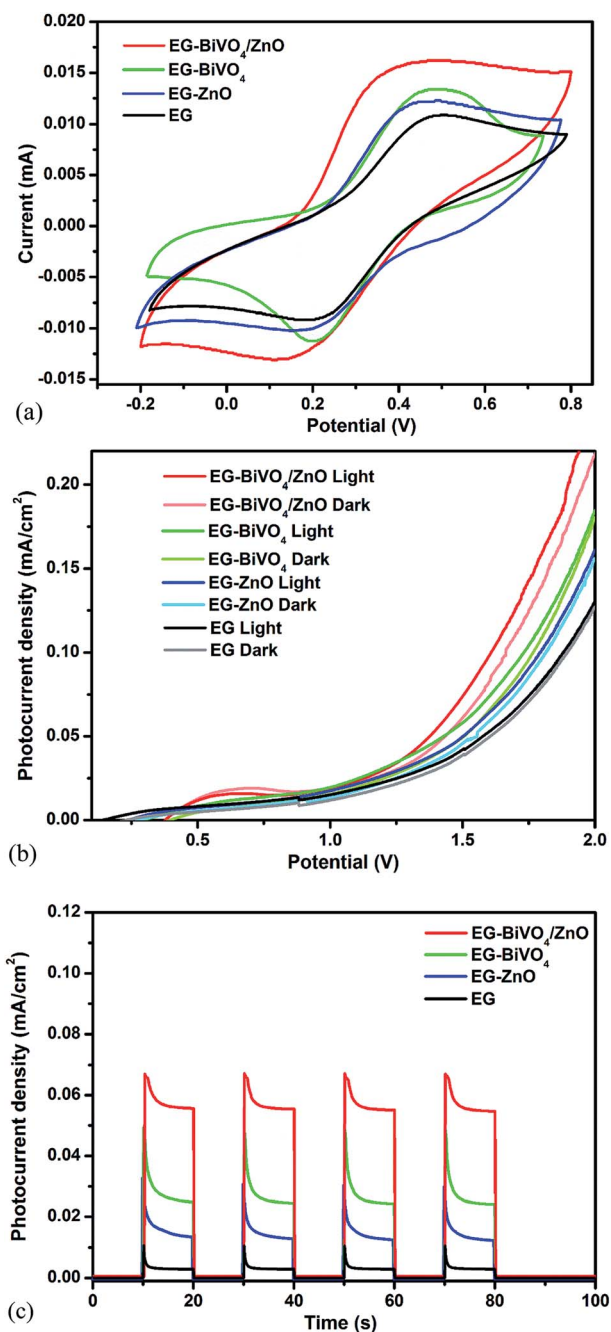 EG-BiVO4/ZnO
EG-BiVO4
EG-ZnO
EG
Current (mA)
0.020
0.015
0.010
0.005
0.000
-0.005
-0.010
-0.015
-0.2 0.0 0.2 0.4 0.6 0.8
Potential (V)
(a)
EG-BiVO4/ZnO Light
EG-BiVO4/ZnO Dark
EG-BiVO4 Light
EG-BiVO4 Dark
EG-ZnO Light
EG-ZnO Dark
EG Light
EG Dark
Photocurrent density (mA/cm²)
0.20
0.15
0.10
0.05
0.00
0.5 1.0 1.5 2.0
Potential (V)
(b)
EG-BiVO4/ZnO
EG-BiVO4
EG-ZnO
EG
Photocurrent density (mA/cm²)
0.12
0.10
0.08
0.06
0.04
0.02
0.00
0 20 40 60 80 100
Time (s)
(c)